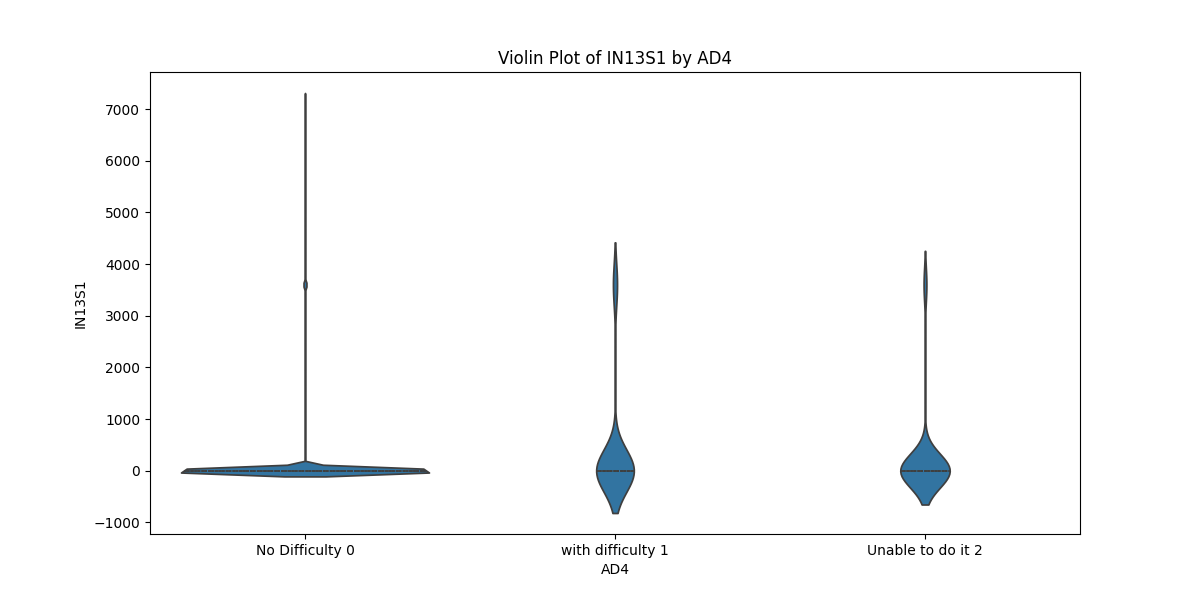 Violin Plot of IN13S1 by AD4
7000
6000
5000
4000
3000
2000
1000
0
−1000
IN13S1
No Difficulty 0
with difficulty 1
Unable to do it 2
AD4